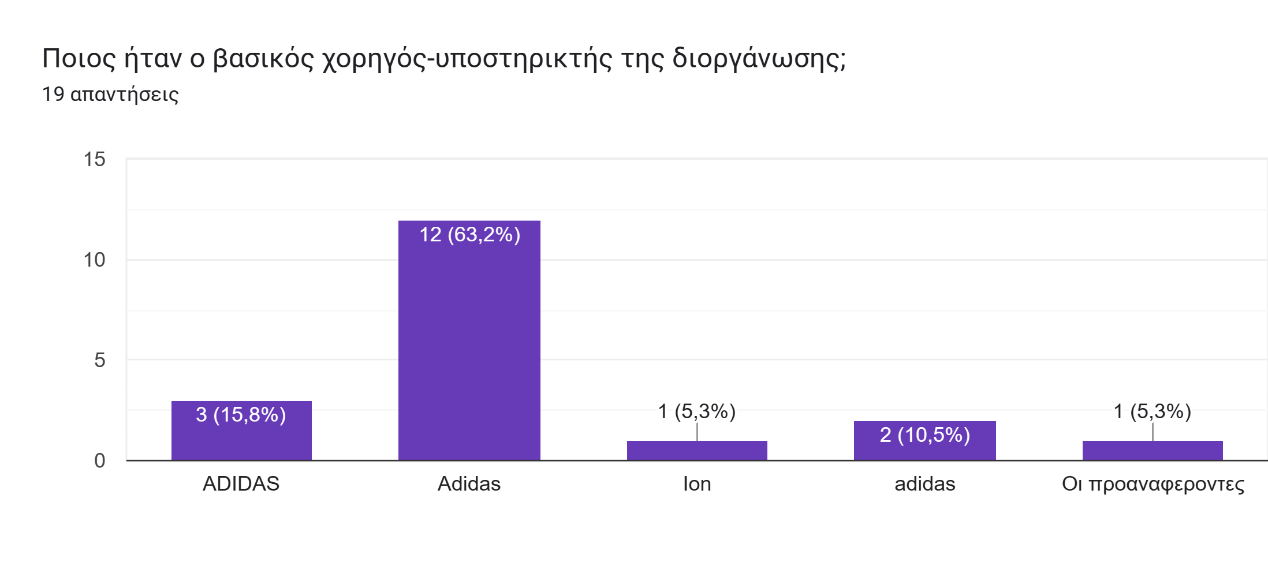 Ποιος ήταν ο βασικός χορηγός-υποστηρικτής της διοργάνωσης;
19 απαντήσεις
15
10
5
0
3 (15,8%)
12 (63,2%)
1 (5,3%)
2 (10,5%)
1 (5,3%)
ADIDAS
Adidas
Ion
adidas
Οι προαναφεροντες